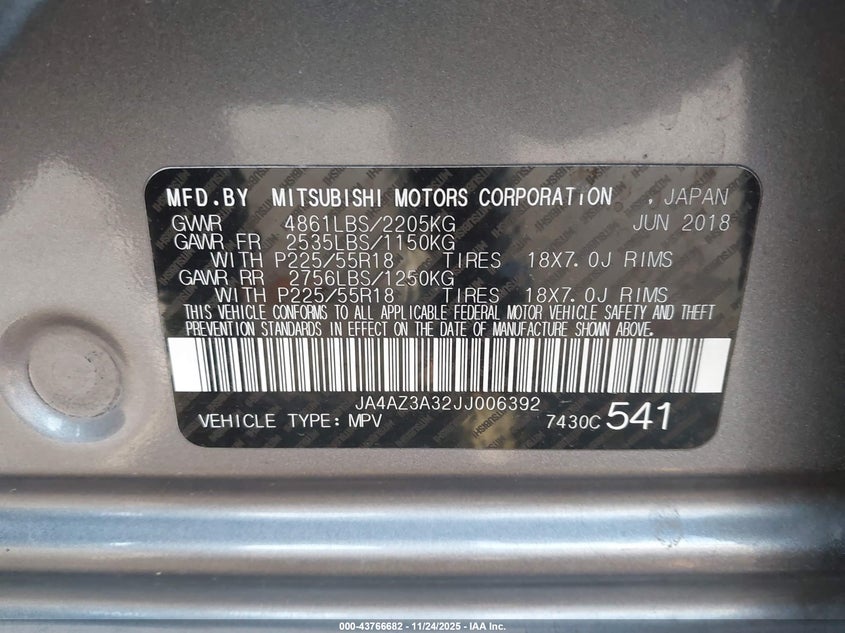 MFD.BY MITSUBISHI MOTORS CORPORATION , JAPAN
GVWR 4861LBS/2205KG JUN 2018
GAWR FR 2535LBS/1150KG
WITH P225/55R18 TIRES 18X7.0J RIMS
GAWR RR 2756LBS/1250KG
WITH P225/55R18 TIRES 18X7.0J RIMS
THIS VEHICLE CONFORMS TO ALL APPLICABLE FEDERAL MOTOR VEHICLE SAFETY AND THEFT
PREVENTION STANDARDS IN EFFECT ON THE DATE OF MANUFACTURE SHOWN ABOVE.
JA4AZ3A32JJ006392
VEHICLE TYPE: MPV 7430C 541
000-43766682 - 11/24/2025 - IAA Inc.